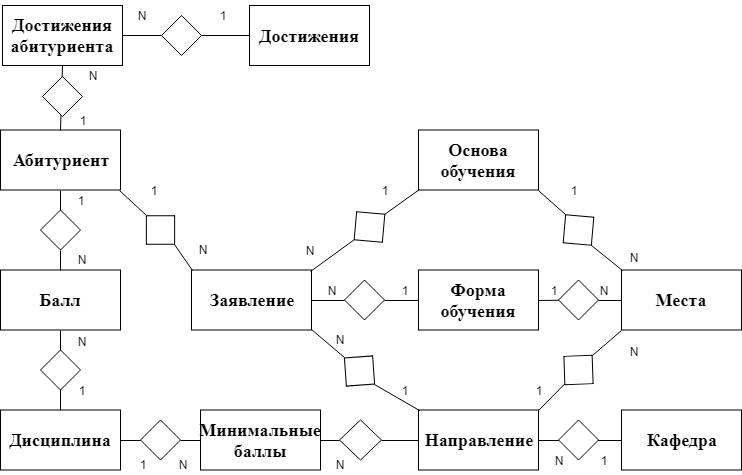 Достижения
абитуриента
N
1
Достижения
N
1
Абитуриент
1
N
Балл
N
1
Дисциплина
1
N
Минимальные
баллы
N
1
N
Заявление
N
1
Основа
обучения
1
N
N
1
Форма
обучения
1
N
Места
N
1
Направление
1
N
N
1
Кафедра